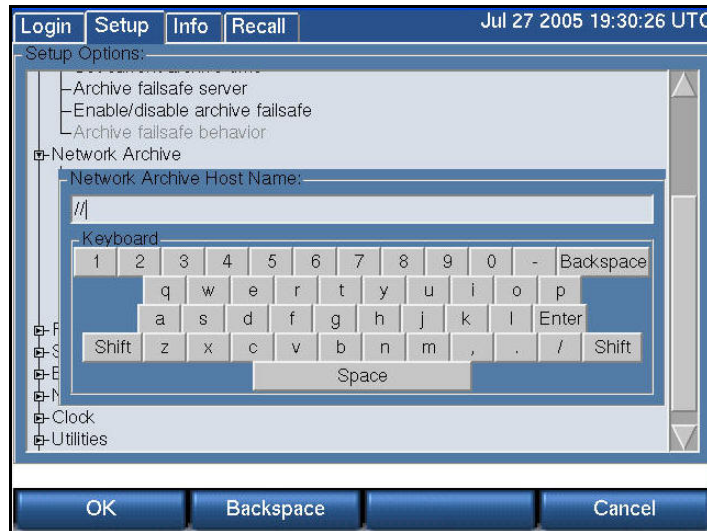 Login Setup Info Recall Jul 27 2005 19:30:26 UTC
Setup Options:
Archive failsafe server
Enable/disable archive failsafe
Archive failsafe behavior
Network Archive
Network Archive Host Name:
//
Keyboard
1 2 3 4 5 6 7 8 9 0 - Backspace
q w e r t y u i o p
a s d f g h j k l Enter
Shift z x c v b n m , . / Shift
Space
F
S
E
N
Clock
Utilities
OK Backspace Cancel